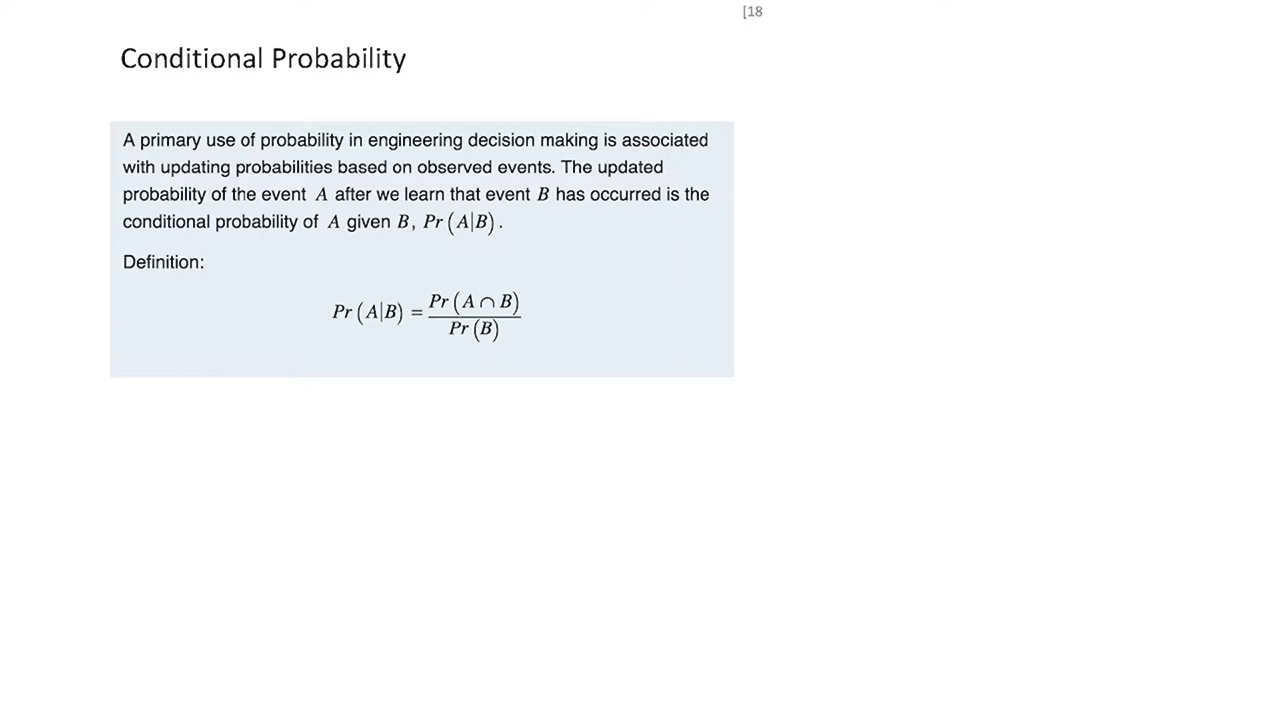 [18
Conditional Probability
A primary use of probability in engineering decision making is associated
with updating probabilities based on observed events. The updated
probability of the event A after we learn that event B has occurred is the
conditional probability of A given B, Pr(A|B).
Definition:
Pr(A|B) = Pr(A ∩ B) / Pr(B)